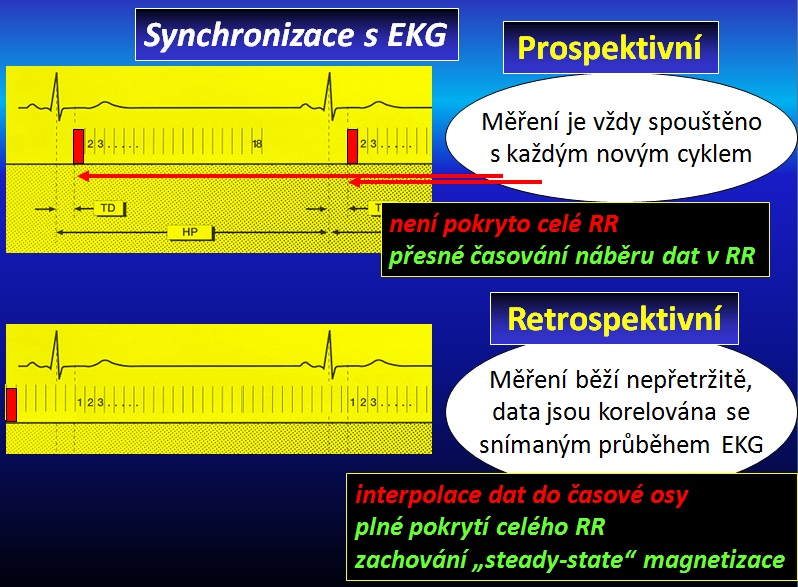 Synchronizace s EKG
Prospektivní
Měření je vždy spouštěno
s každým novým cyklem
2 3 . . . . . 18 2 3 . . . . .
TD T
HP
není pokryto celé RR
přesné časování náběru dat v RR
Retrospektivní
Měření běží nepřetržitě,
data jsou korelována se
snímaným průběhem EKG
1 2 3 . . . . . 1 2 3 . . . . .
interpolace dat do časové osy
plné pokrytí celého RR
zachování „steady-state“ magnetizace